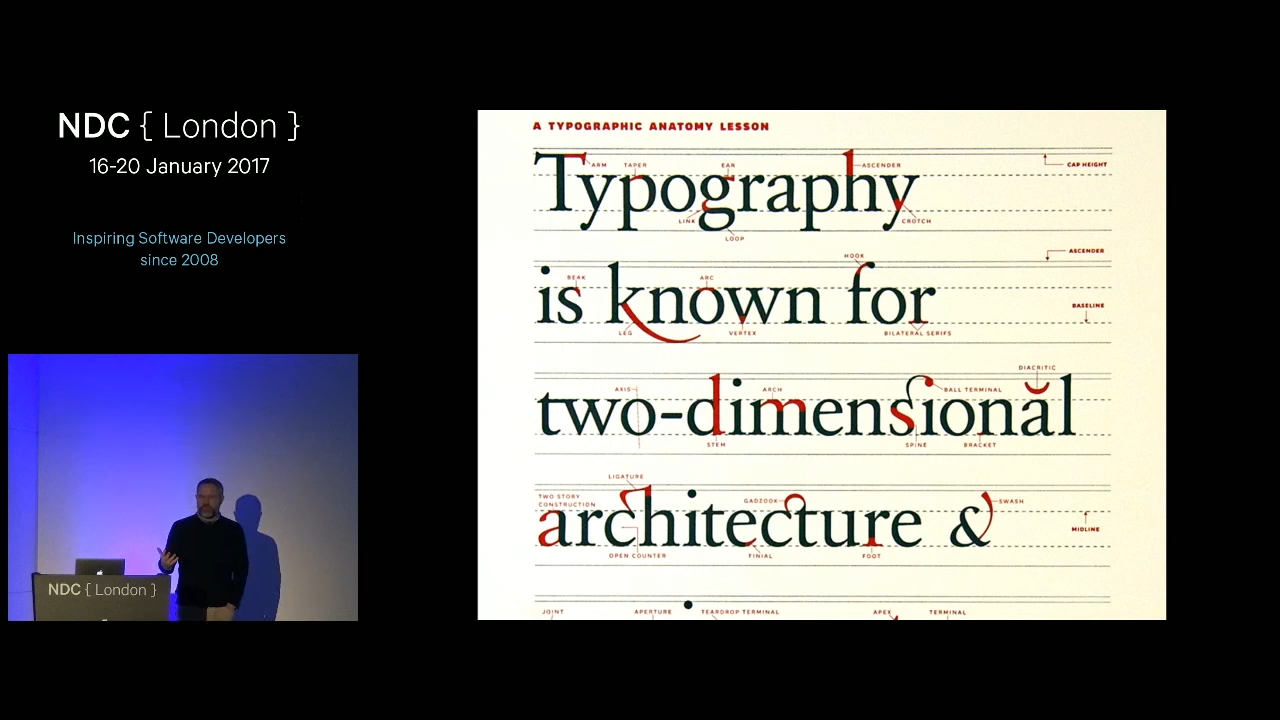 NDC { London }
16-20 January 2017
Inspiring Software Developers
since 2008
NDC { London }
A TYPOGRAPHIC ANATOMY LESSON
ARM TAPER EAR ASCENDER CAP HEIGHT
Typography
LINK CROTCH
LOOP
ASCENDER
HOOK
BEAK ARC
is known for
BASELINE
LEG VERTEX BILATERAL SERIFS
DIACRITIC
AXIS ARCH BALL TERMINAL
two-dimensionăl
STEM SPINE BRACKET
LIGATURE
TWO STORY
CONSTRUCTION
GADZOOK SWASH
architecture &
MIDLINE
OPEN COUNTER FINIAL FOOT
JOINT APERTURE TEARDROP TERMINAL APEX TERMINAL